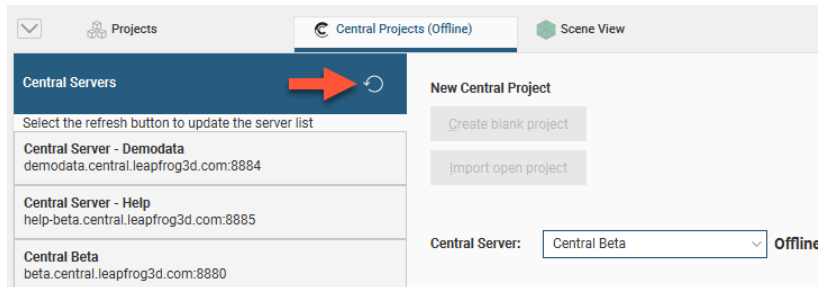 Projects
Central Projects (Offline)
Scene View
Central Servers
Select the refresh button to update the server list
Central Server - Demodata
demodata.central.leapfrog3d.com:8884
Central Server - Help
help-beta.central.leapfrog3d.com:8885
Central Beta
beta.central.leapfrog3d.com:8880
New Central Project
Create blank project
Import open project
Central Server: Central Beta Offline